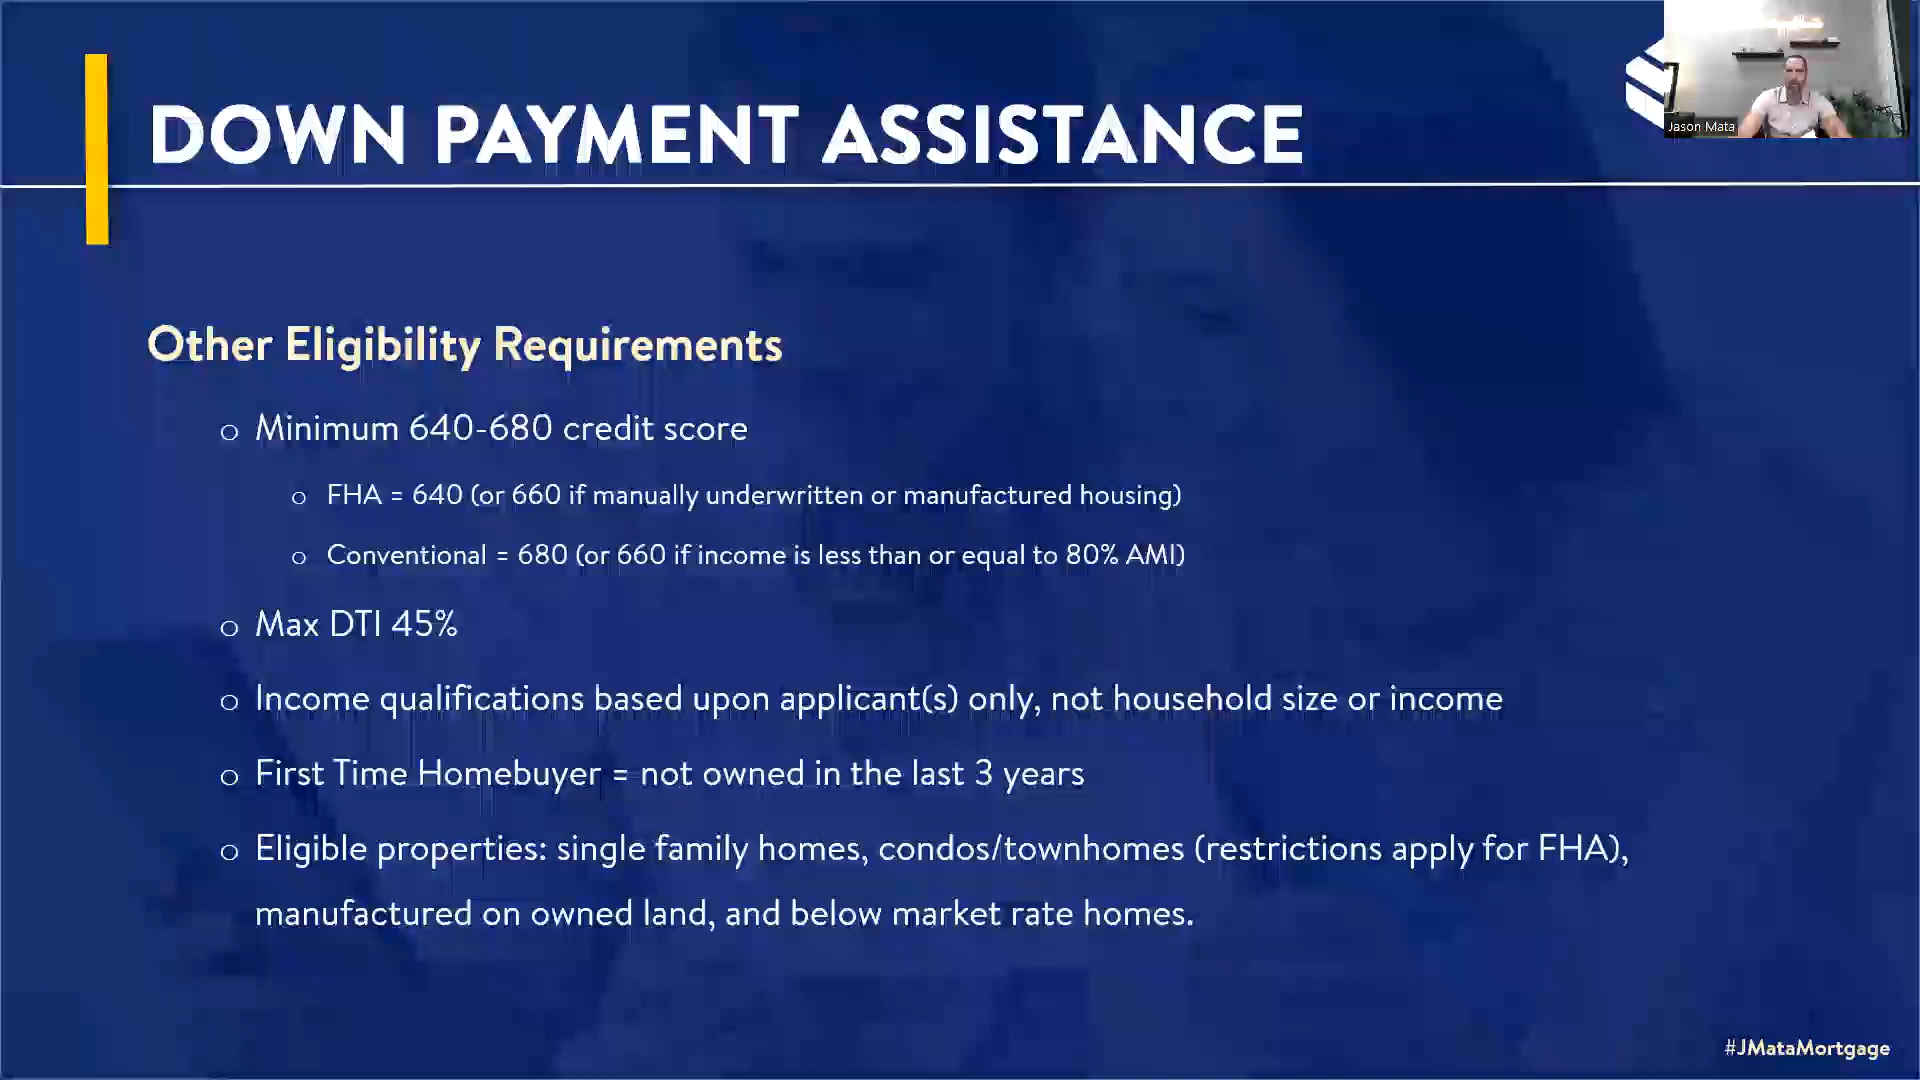 DOWN PAYMENT ASSISTANCE
Jason Mata
Other Eligibility Requirements
o Minimum 640-680 credit score
o FHA = 640 (or 660 if manually underwritten or manufactured housing)
o Conventional = 680 (or 660 if income is less than or equal to 80% AMI)
o Max DTI 45%
o Income qualifications based upon applicant(s) only, not household size or income
o First Time Homebuyer = not owned in the last 3 years
o Eligible properties: single family homes, condos/townhomes (restrictions apply for FHA),
manufactured on owned land, and below market rate homes.
#JMataMortgage